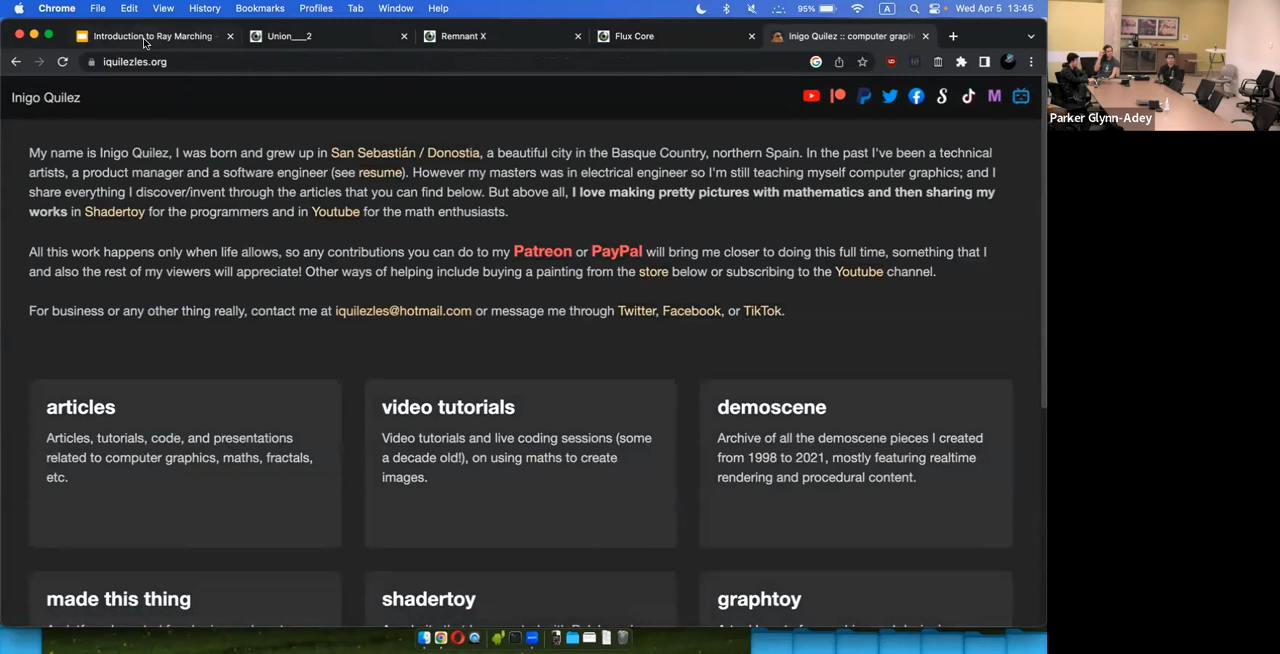 Chrome File Edit View History Bookmarks Profiles Tab Window Help 95% A Wed Apr 5 13:45
Introduction to Ray Marching Union___2 Remnant X Flux Core Inigo Quilez :: computer graphi
iquilezles.org
Inigo Quilez
My name is Inigo Quilez, I was born and grew up in San Sebastián / Donostia, a beautiful city in the Basque Country, northern Spain. In the past I've been a technical
artists, a product manager and a software engineer (see resume). However my masters was in electrical engineer so I'm still teaching myself computer graphics; and I
share everything I discover/invent through the articles that you can find below. But above all, I love making pretty pictures with mathematics and then sharing my
works in Shadertoy for the programmers and in Youtube for the math enthusiasts.
All this work happens only when life allows, so any contributions you can do to my Patreon or PayPal will bring me closer to doing this full time, something that I
and also the rest of my viewers will appreciate! Other ways of helping include buying a painting from the store below or subscribing to the Youtube channel.
For business or any other thing really, contact me at iquilezles@hotmail.com or message me through Twitter, Facebook, or TikTok.
articles
Articles, tutorials, code, and presentations
related to computer graphics, maths, fractals,
etc.
video tutorials
Video tutorials and live coding sessions (some
a decade old!), on using maths to create
images.
demoscene
Archive of all the demoscene pieces I created
from 1998 to 2021, mostly featuring realtime
rendering and procedural content.
made this thing
shadertoy
graphtoy
Parker Glynn-Adey